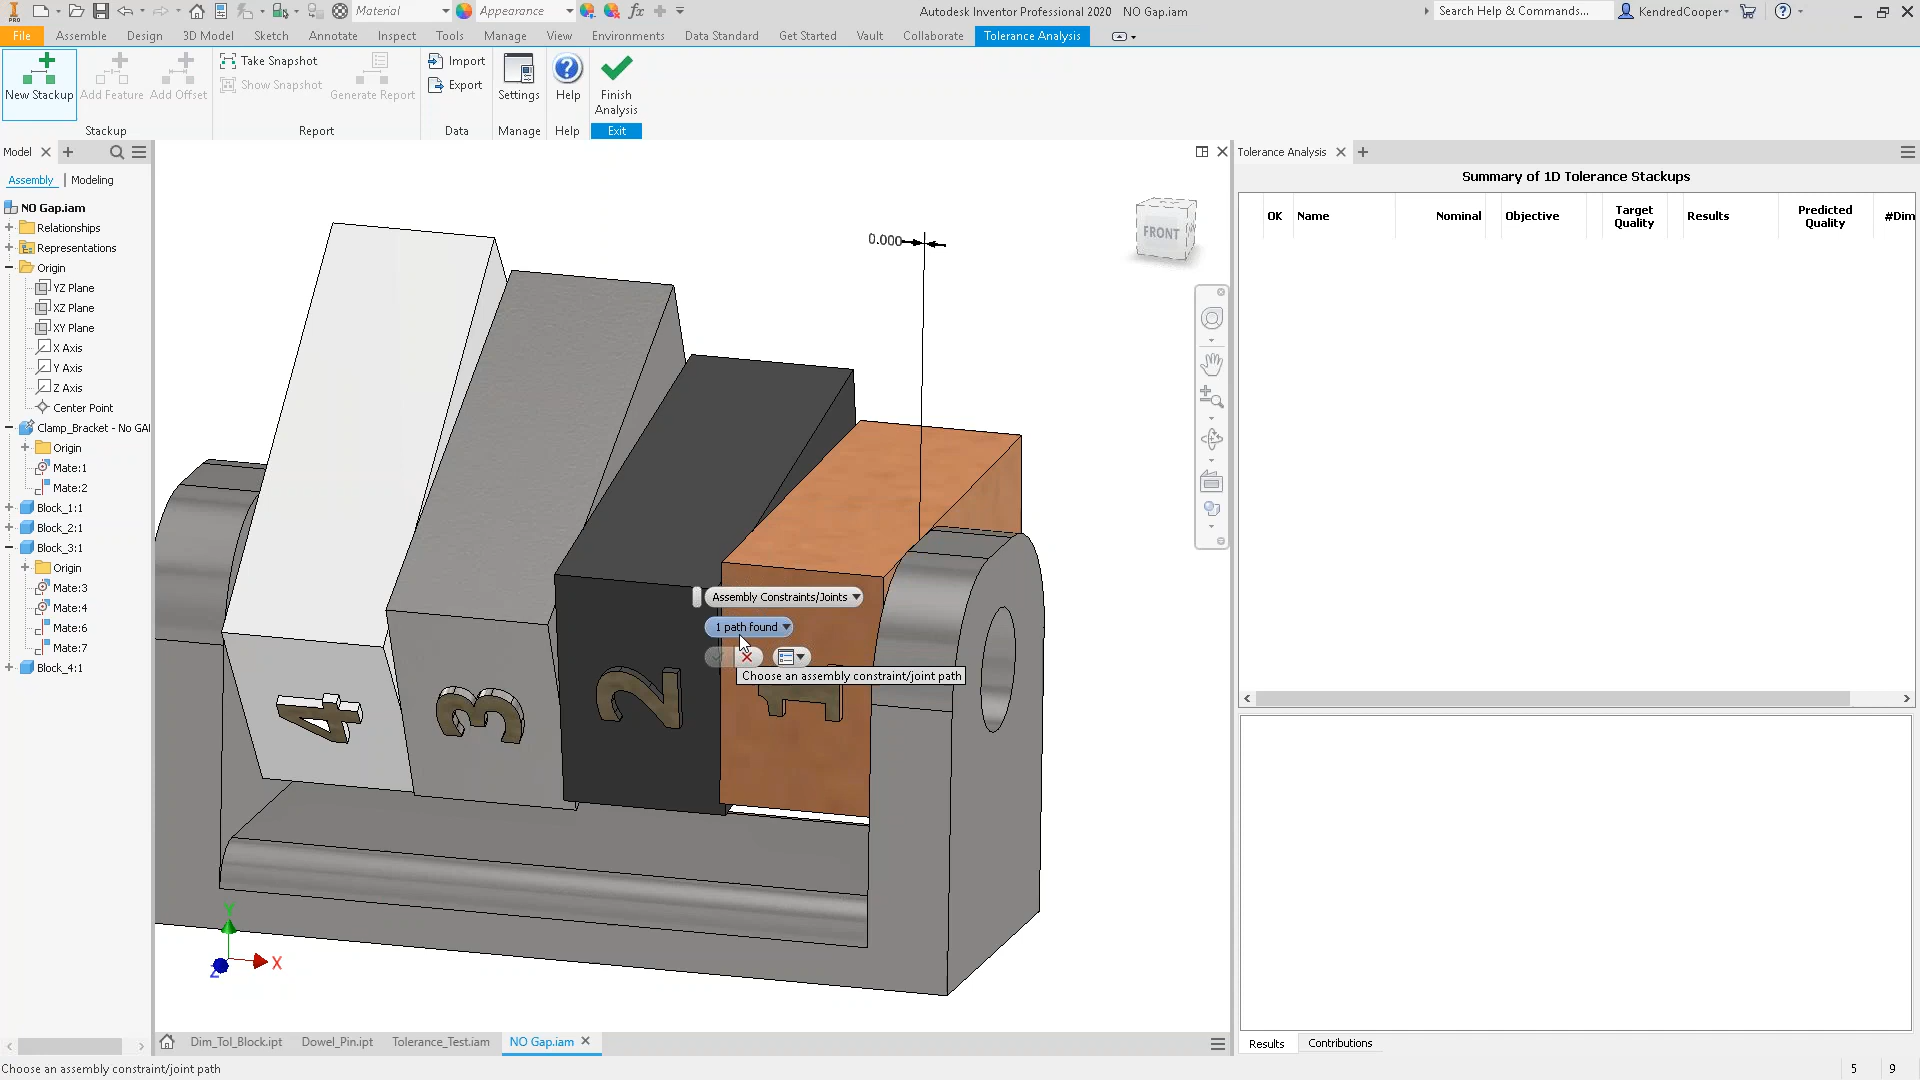 PRO
Material
Appearance
fx
Autodesk Inventor Professional 2020 NO Gap.iam
Search Help & Commands...
KendredCooper
File
Assemble
Design
3D Model
Sketch
Annotate
Inspect
Tools
Manage
View
Environments
Data Standard
Get Started
Vault
Collaborate
Tolerance Analysis
New Stackup
Add Feature
Add Offset
Take Snapshot
Show Snapshot
Generate Report
Import
Export
Settings
Help
Finish Analysis
Stackup
Report
Data
Manage
Help
Exit
Model
Assembly
Modeling
NO Gap.iam
Relationships
Representations
Origin
YZ Plane
XZ Plane
XY Plane
X Axis
Y Axis
Z Axis
Center Point
Clamp_Bracket - No GA
Origin
Mate:1
Mate:2
Block_1:1
Block_2:1
Block_3:1
Origin
Mate:3
Mate:4
Mate:6
Mate:7
Block_4:1
0.000
FRONT
Assembly Constraints/Joints
1 path found
Choose an assembly constraint/joint path
4
3
2
1
Y
X
Z
Tolerance Analysis
Summary of 1D Tolerance Stackups
OK
Name
Nominal
Objective
Target Quality
Results
Predicted Quality
#Dim
Results
Contributions
Dim_Tol_Block.ipt
Dowel_Pin.ipt
Tolerance_Test.iam
NO Gap.iam
Choose an assembly constraint/joint path
5
9